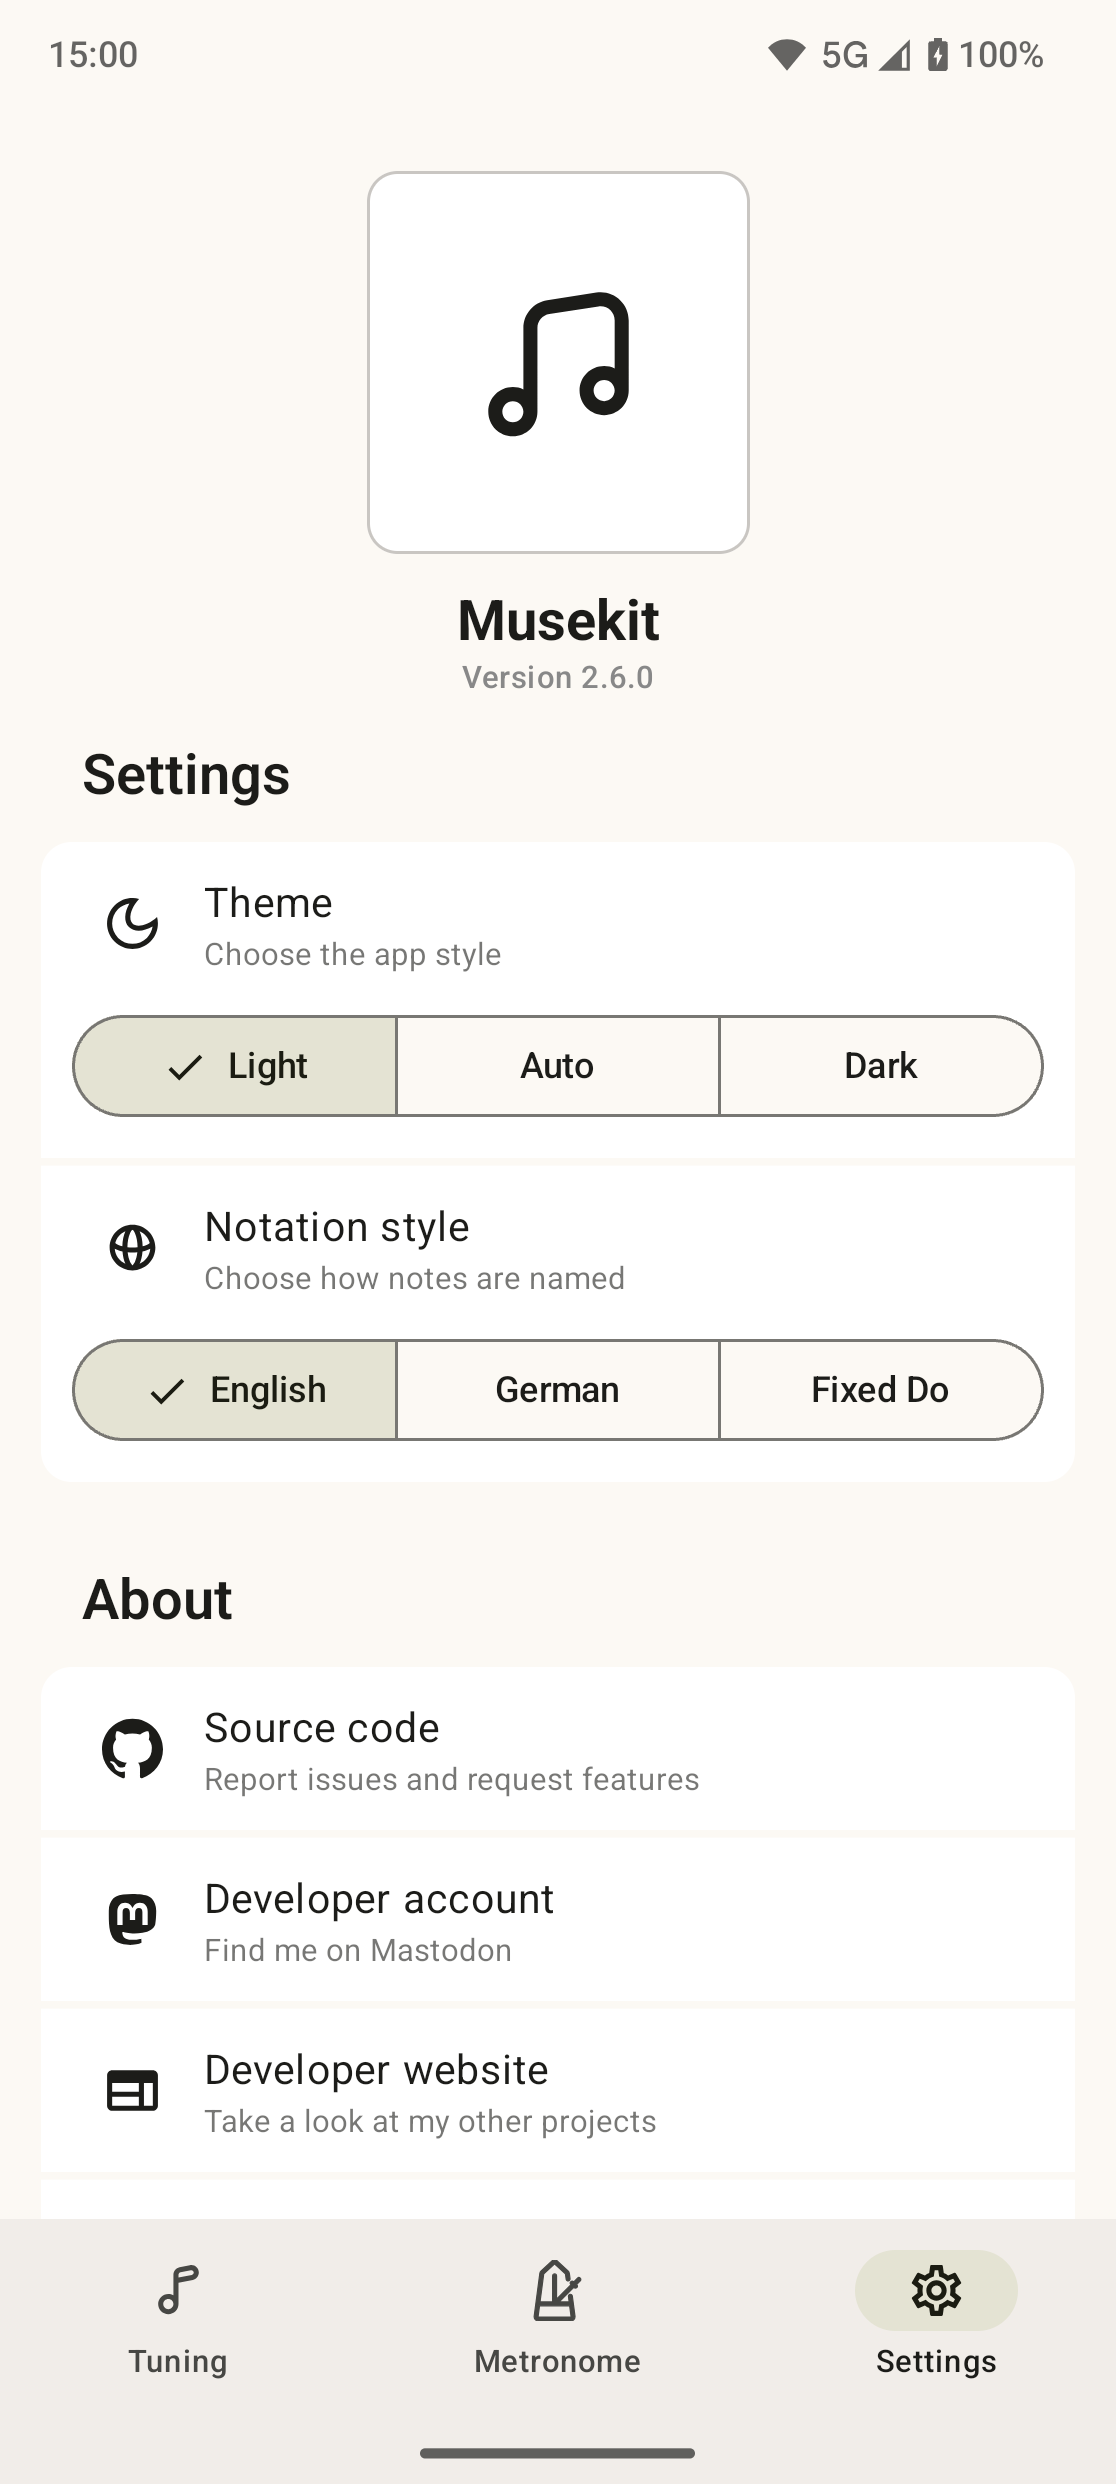 15:00
5G 100%
Musekit
Version 2.6.0
Settings
Theme
Choose the app style
Light Auto Dark
Notation style
Choose how notes are named
English German Fixed Do
About
Source code
Report issues and request features
Developer account
Find me on Mastodon
Developer website
Take a look at my other projects
Tuning Metronome Settings